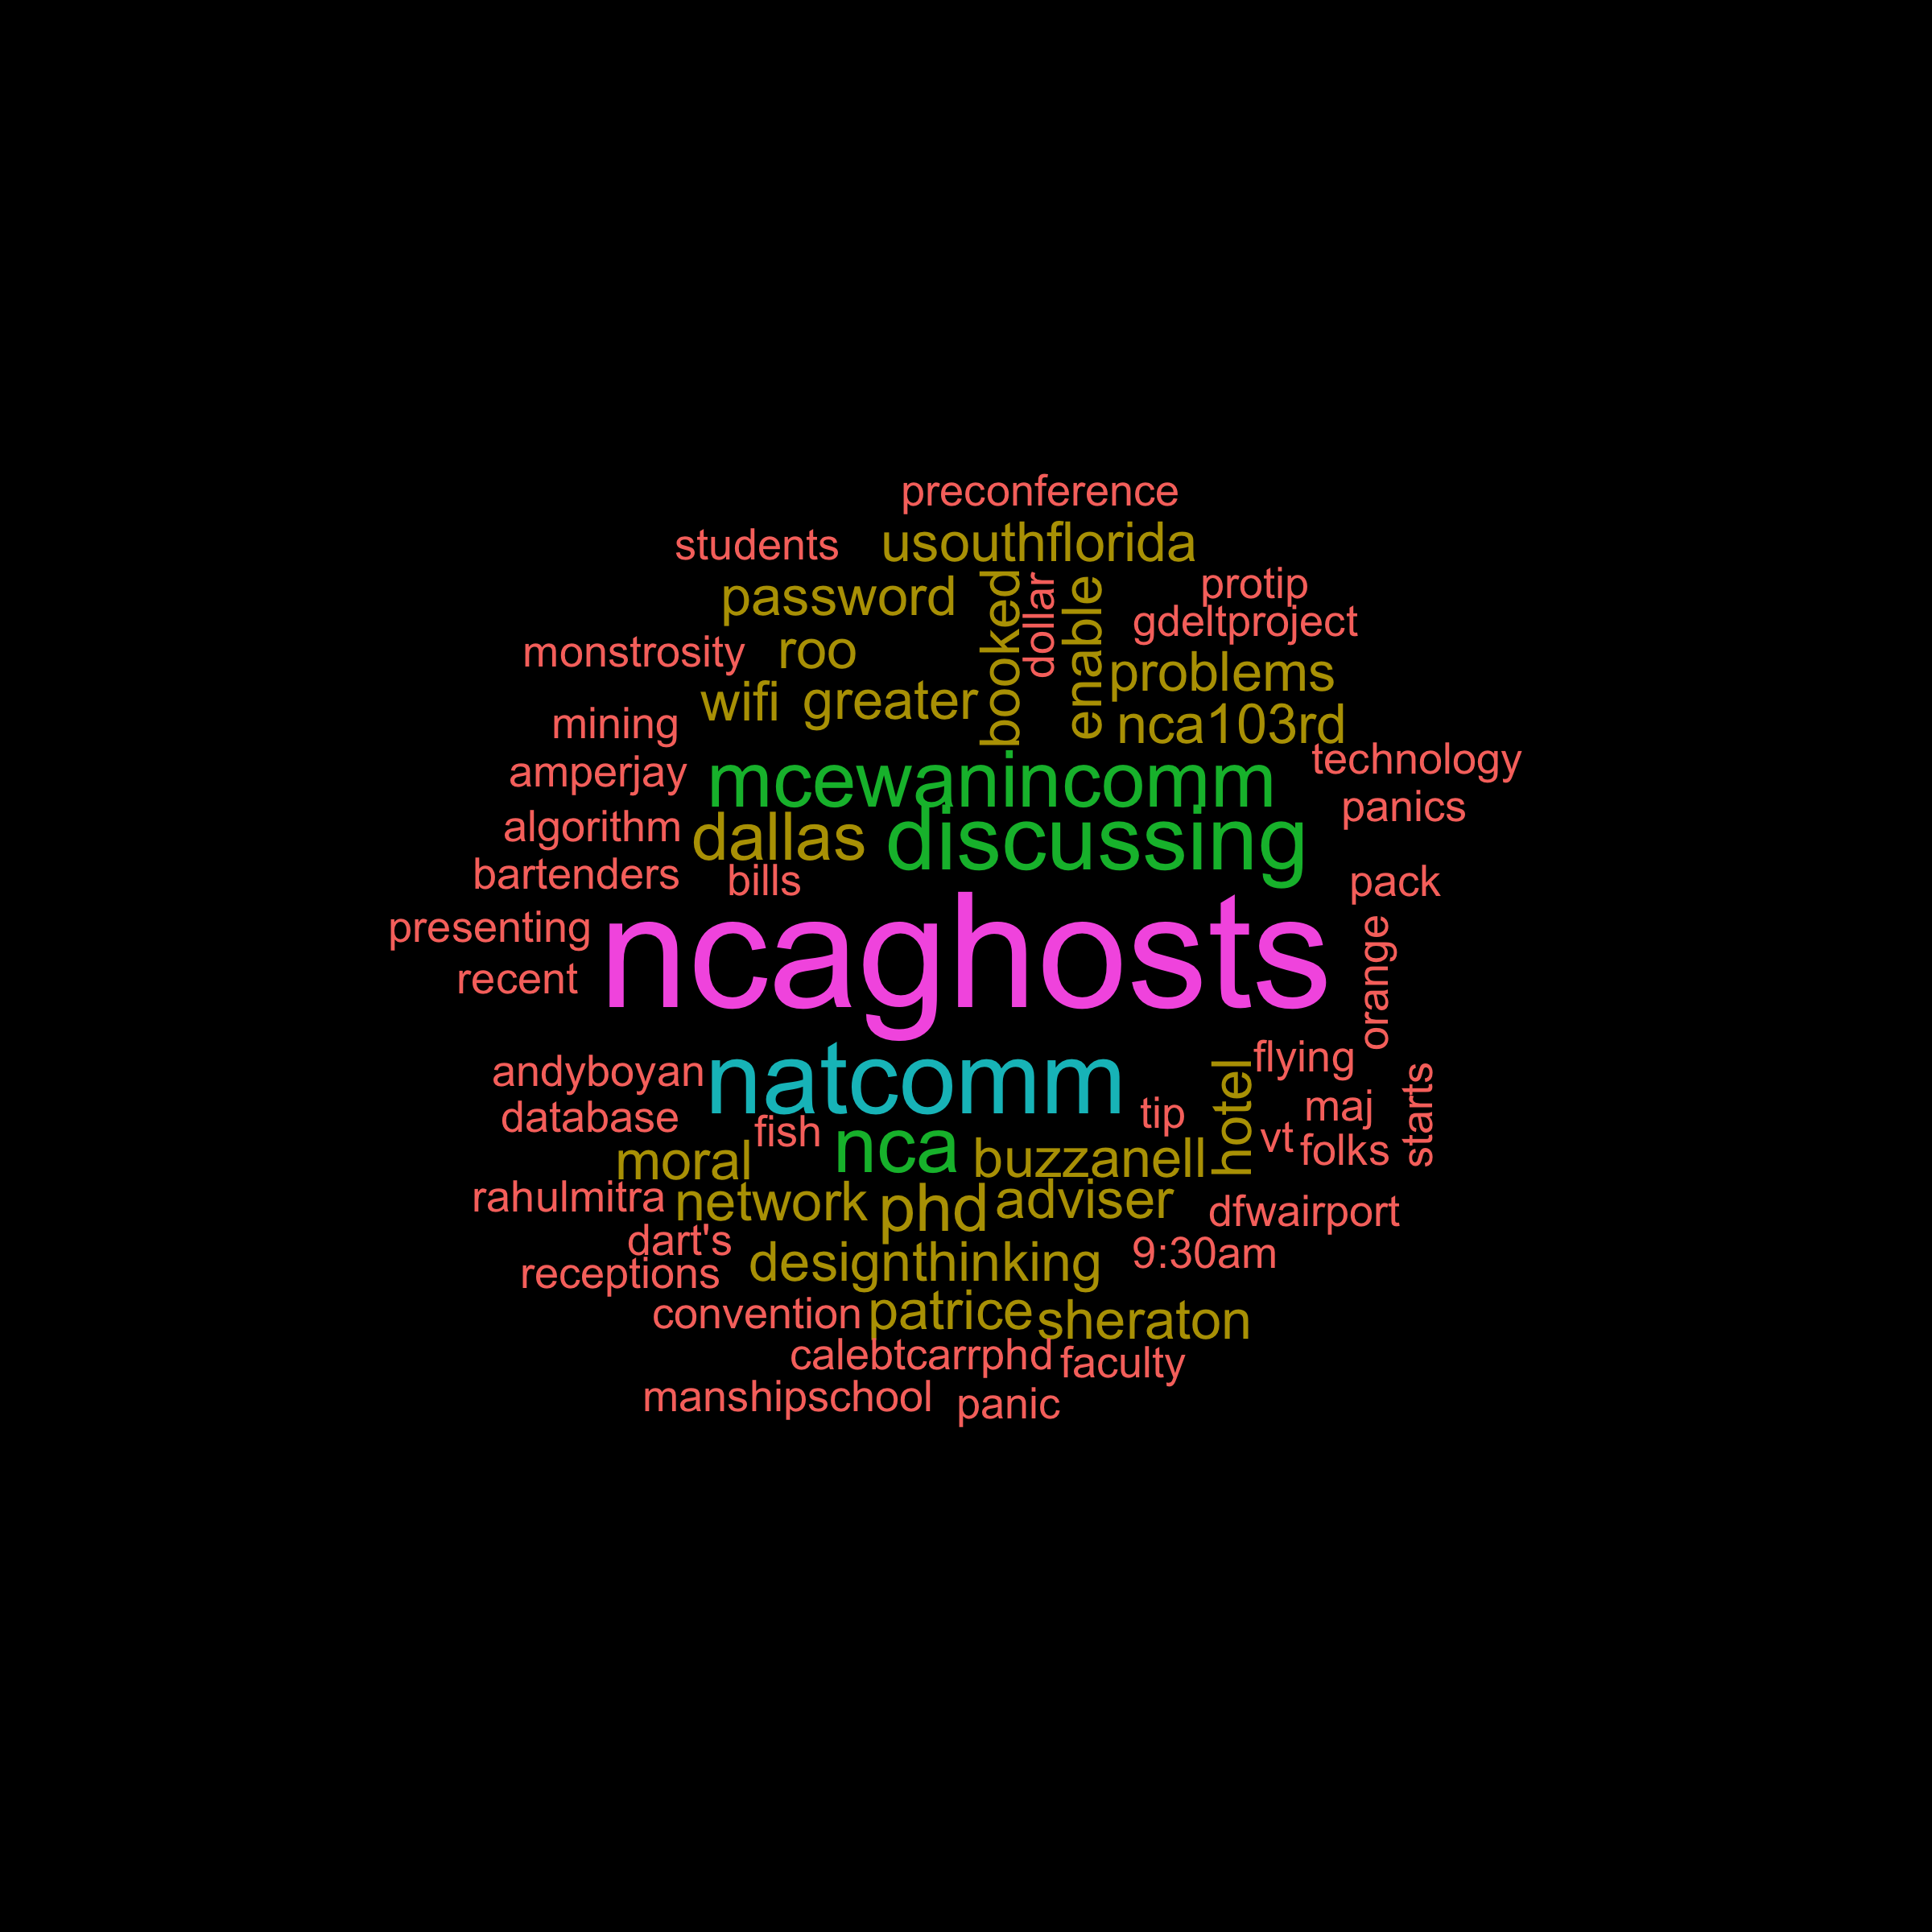 preconference
students
usouthflorida
password
booked
dollar
enable
protip
gdeltproject
monstrosity
roo
problems
wifi
greater
mining
nca103rd
amperjay
mcewanincomm
technology
algorithm
dallas
discussing
panics
bartenders
bills
pack
presenting
ncaghosts
orange
recent
andyboyan
natcomm
hotel
flying
database
fish
tip
maj
starts
moral
nca
buzzanell
vt
folks
rahulmitra
network
phd
adviser
dfwairport
dart's
receptions
designthinking
9:30am
convention
patrice
sheraton
calebtcarrphd
faculty
manshipschool
panic